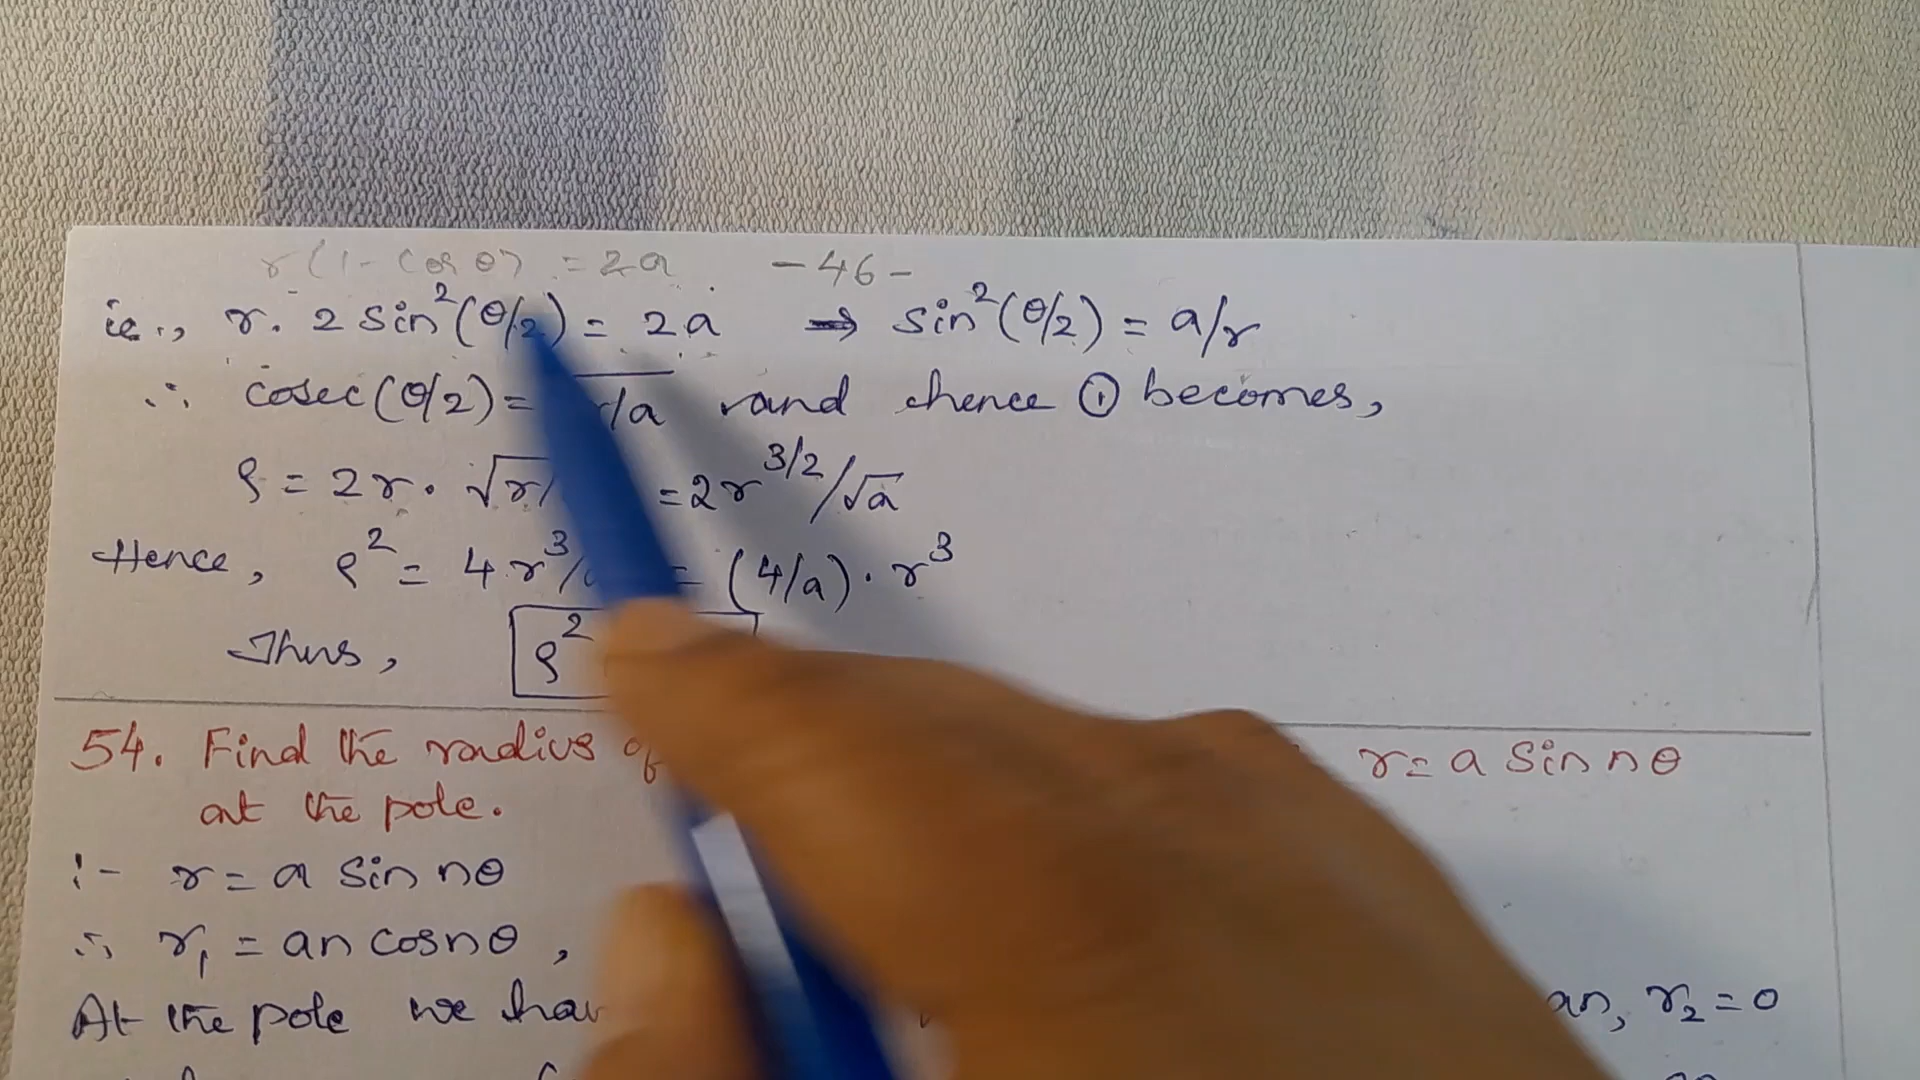 r(1-cosθ) = 2a -46-
ie., r. 2 sin²(θ/2) = 2a ⇒ sin²(θ/2) = a/r
∴ cosec(θ/2) = r/a and hence ① becomes,
ρ = 2r. √r/ = 2r^3/2/√a
Hence, ρ² = 4r³/ = (4/a). r³
Thus, ρ²
54. Find the radius of r = a sin nθ
at the pole.
:- r = a sin nθ
∴ r₁ = an cos nθ,
At the pole we an, r₂ = 0